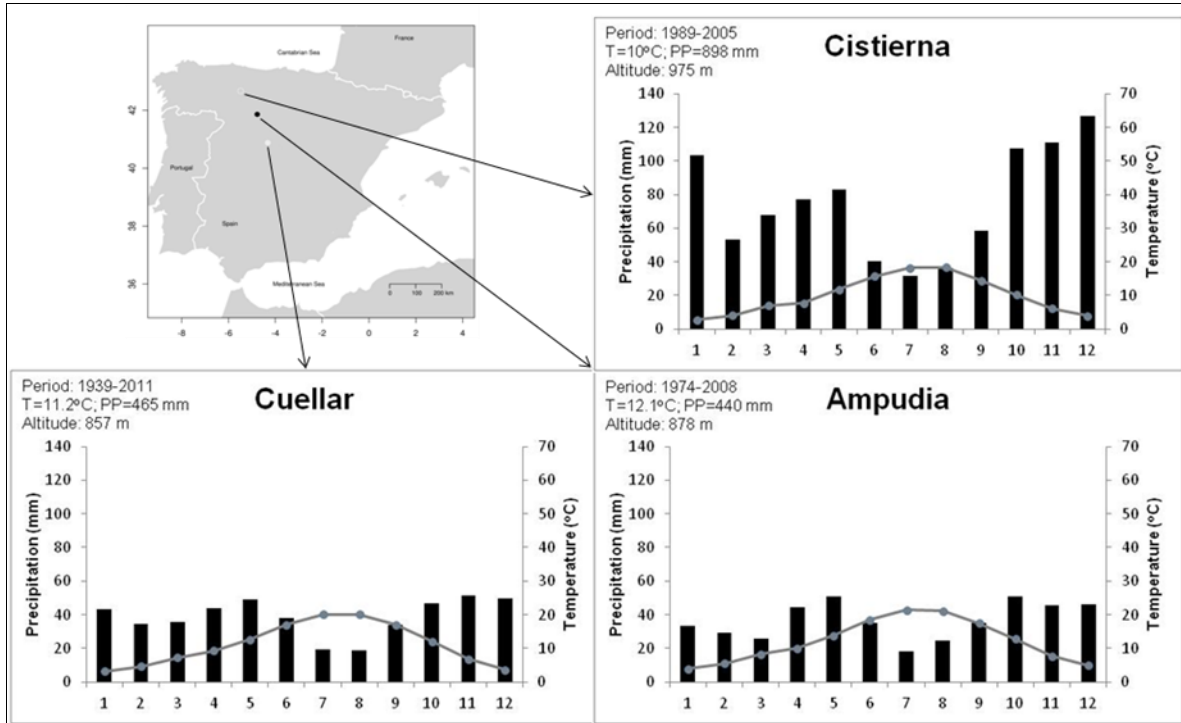 France
Cantabrian Sea
Portugal
Spain
Mediterranean Sea
0 100 200 km
42
40
38
36
-8 -6 -4 -2 0 2 4
Period: 1989-2005
T=10ºC; PP=898 mm
Altitude: 975 m
Cistierna
Precipitation (mm)
140
120
100
80
60
40
20
0
Temperature (ºC)
70
60
50
40
30
20
10
0
1 2 3 4 5 6 7 8 9 10 11 12
Period: 1939-2011
T=11.2ºC; PP=465 mm
Altitude: 857 m
Cuellar
Precipitation (mm)
140
120
100
80
60
40
20
0
Temperature (ºC)
70
60
50
40
30
20
10
0
1 2 3 4 5 6 7 8 9 10 11 12
Period: 1974-2008
T=12.1ºC; PP=440 mm
Altitude: 878 m
Ampudia
Precipitation (mm)
140
120
100
80
60
40
20
0
Temperature (ºC)
70
60
50
40
30
20
10
0
1 2 3 4 5 6 7 8 9 10 11 12